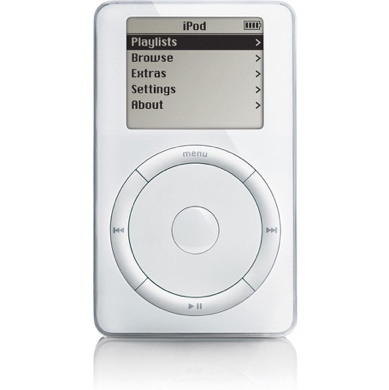 iPod
Playlists >
Browse >
Extras >
Settings >
About >
menu